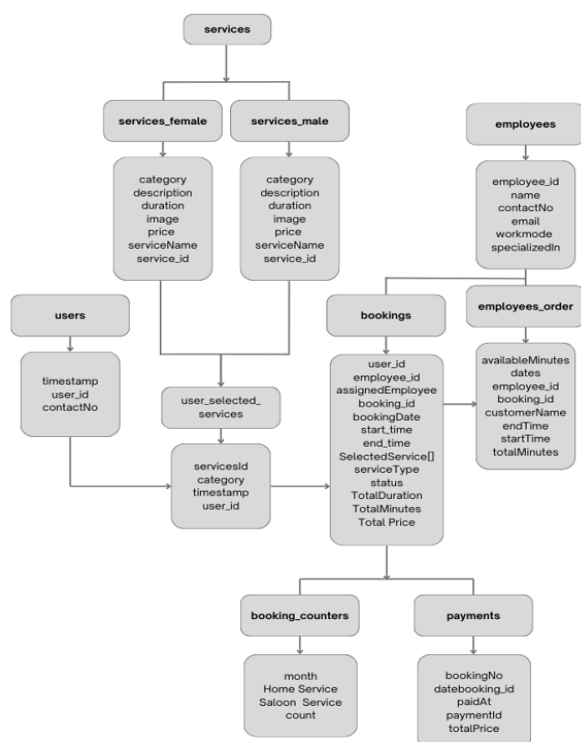 services
services_female
services_male
employees
category
description
duration
image
price
serviceName
service_id
category
description
duration
image
price
serviceName
service_id
employee_id
name
contactNo
email
workmode
specializedIn
users
bookings
employees_order
timestamp
user_id
contactNo
user_selected_
services
servicesId
category
timestamp
user_id
user_id
employee_id
assignedEmployee
booking_id
bookingDate
start_time
end_time
SelectedService[]
serviceType
status
TotalDuration
TotalMinutes
Total Price
availableMinutes
dates
employee_id
booking_id
customerName
endTime
startTime
totalMinutes
booking_counters
payments
month
Home Service
Saloon Service
count
bookingNo
datebooking_id
paidAt
paymentId
totalPrice